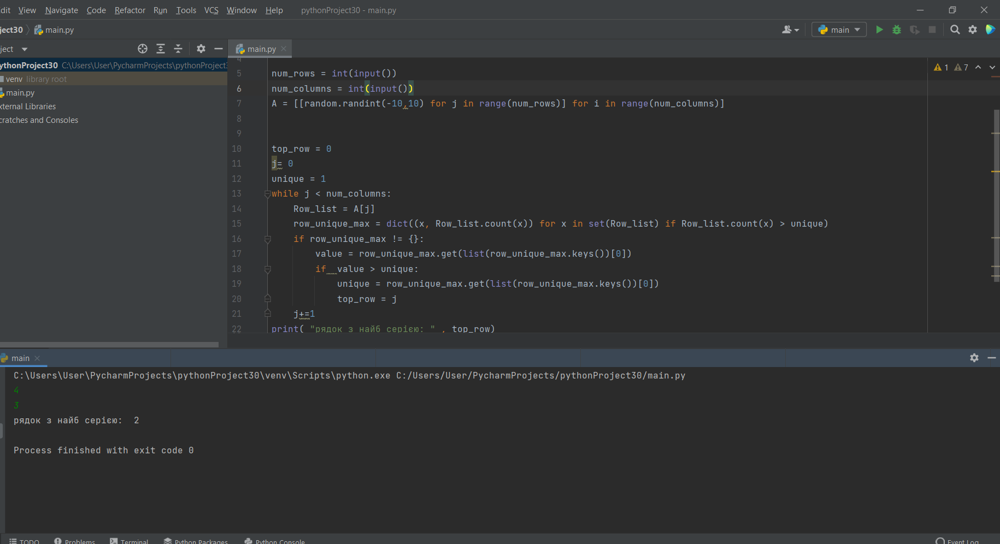 dit View Navigate Code Refactor Run Tools VCS Window Help pythonProject30 - main.py
ject30 main.py main
ject main.py
ythonProject30 C:\Users\User\PycharmProjects\pythonProject3
venv library root
main.py
xternal Libraries
cratches and Consoles
1 7
4
5 num_rows = int(input())
6 num_columns = int(input())
7 A = [[random.randint(-10,10) for j in range(num_rows)] for i in range(num_columns)]
8
9
10 top_row = 0
11 j= 0
12 unique = 1
13 while j < num_columns:
14 Row_list = A[j]
15 row_unique_max = dict((x, Row_list.count(x)) for x in set(Row_list) if Row_list.count(x) > unique)
16 if row_unique_max != {}:
17 value = row_unique_max.get(list(row_unique_max.keys())[0])
18 if  value > unique:
19 unique = row_unique_max.get(list(row_unique_max.keys())[0])
20 top_row = j
21 j+=1
22 print( "рядок з найб серією: " , top_row)
main
C:\Users\User\PycharmProjects\pythonProject30\venv\Scripts\python.exe C:/Users/User/PycharmProjects/pythonProject30/main.py
4
3
рядок з найб серією:  2
Process finished with exit code 0
TODO Problems Terminal Python Packages Python Console Event Log